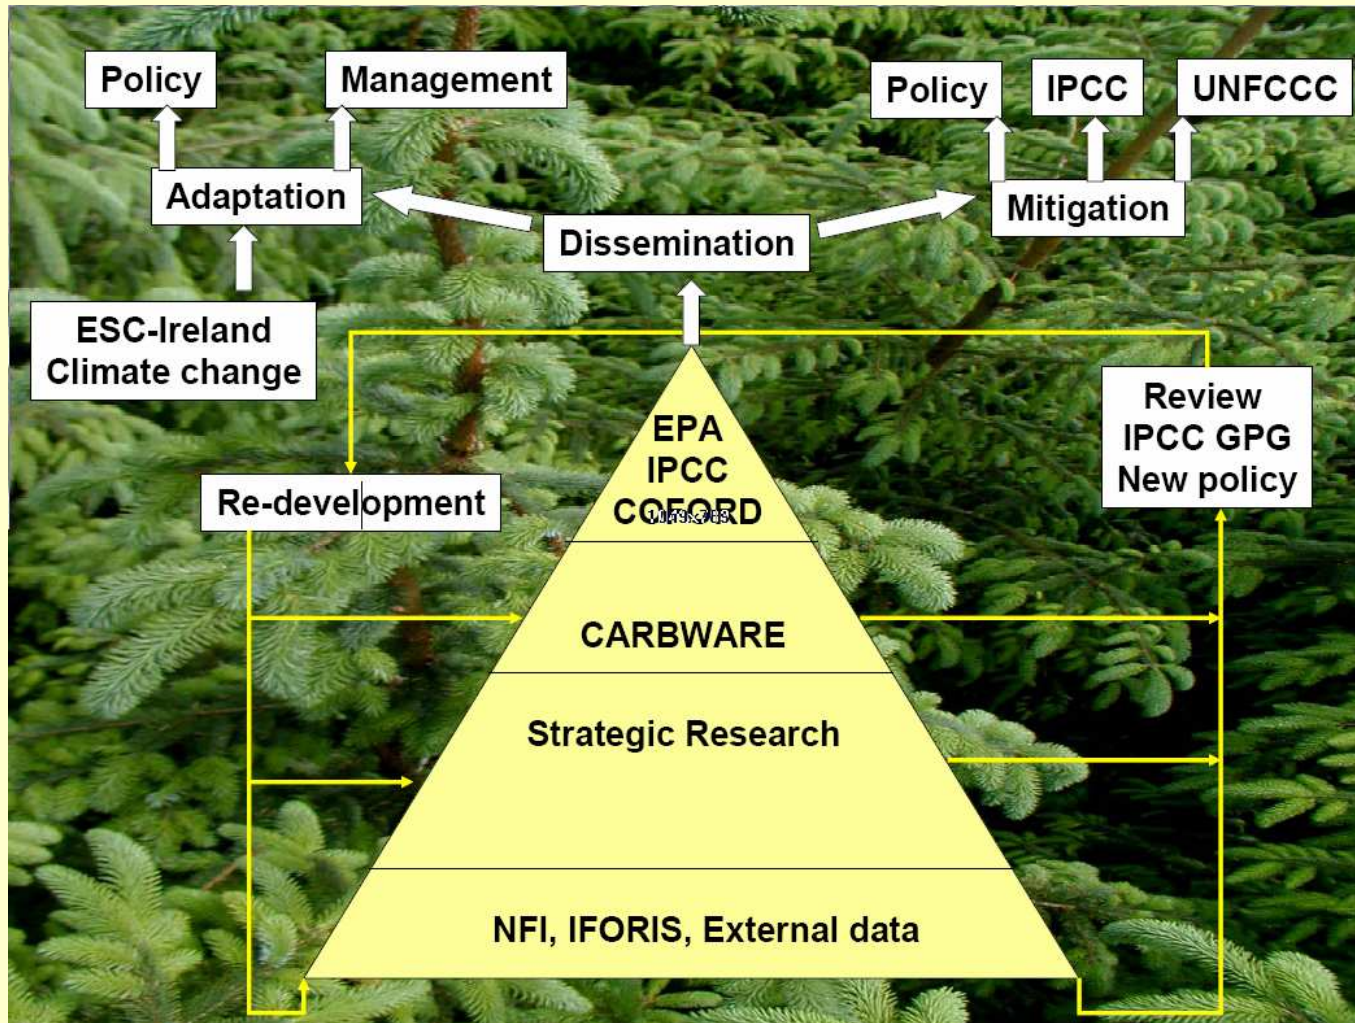 Policy
Management
Policy
IPCC
UNFCCC
Adaptation
Mitigation
Dissemination
ESC-Ireland
Climate change
Review
IPCC GPG
New policy
EPA
IPCC
COFORD
Re-development
CARBWARE
Strategic Research
NFI, IFORIS, External data